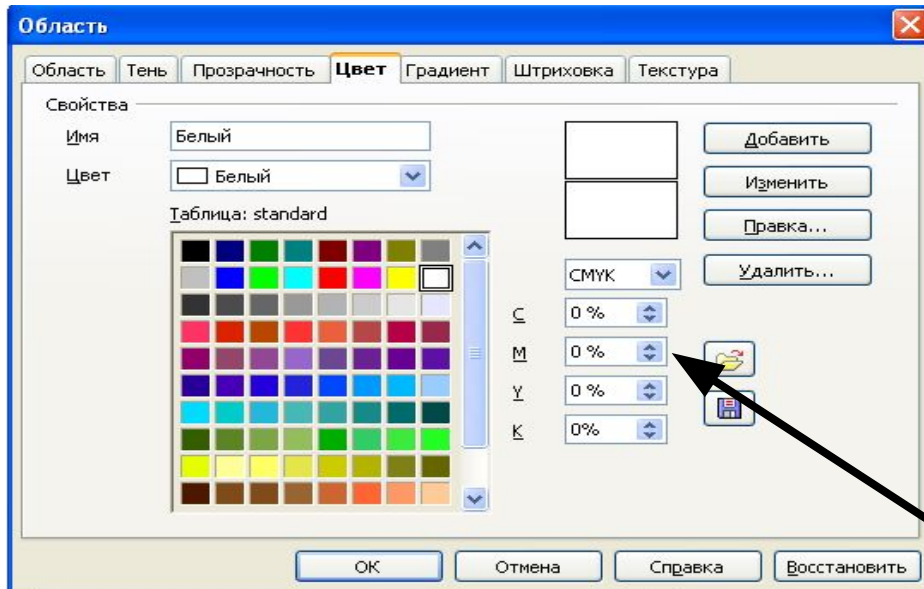 Область
Область Тень Прозрачность Цвет Градиент Штриховка Текстура
Свойства
Имя Белый Добавить
Цвет Белый Изменить
Таблица: standard Правка...
CMYK Удалить...
C 0 %
M 0 %
Y 0 %
K 0%
ОК Отмена Справка Восстановить